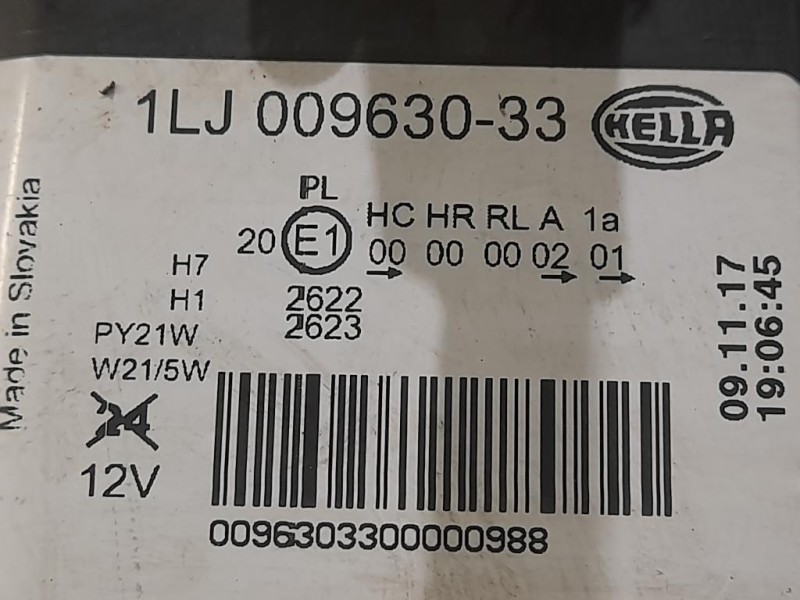 1LJ 009630-33 HELLA
PL
HC HR RL A 1a
20 E1 00 00 00 02 01
H7
H1 2622
PY21W 2623
W21/5W
24
12V
0096303300000988
Made in Slovakia
09.11.17
19:06:45